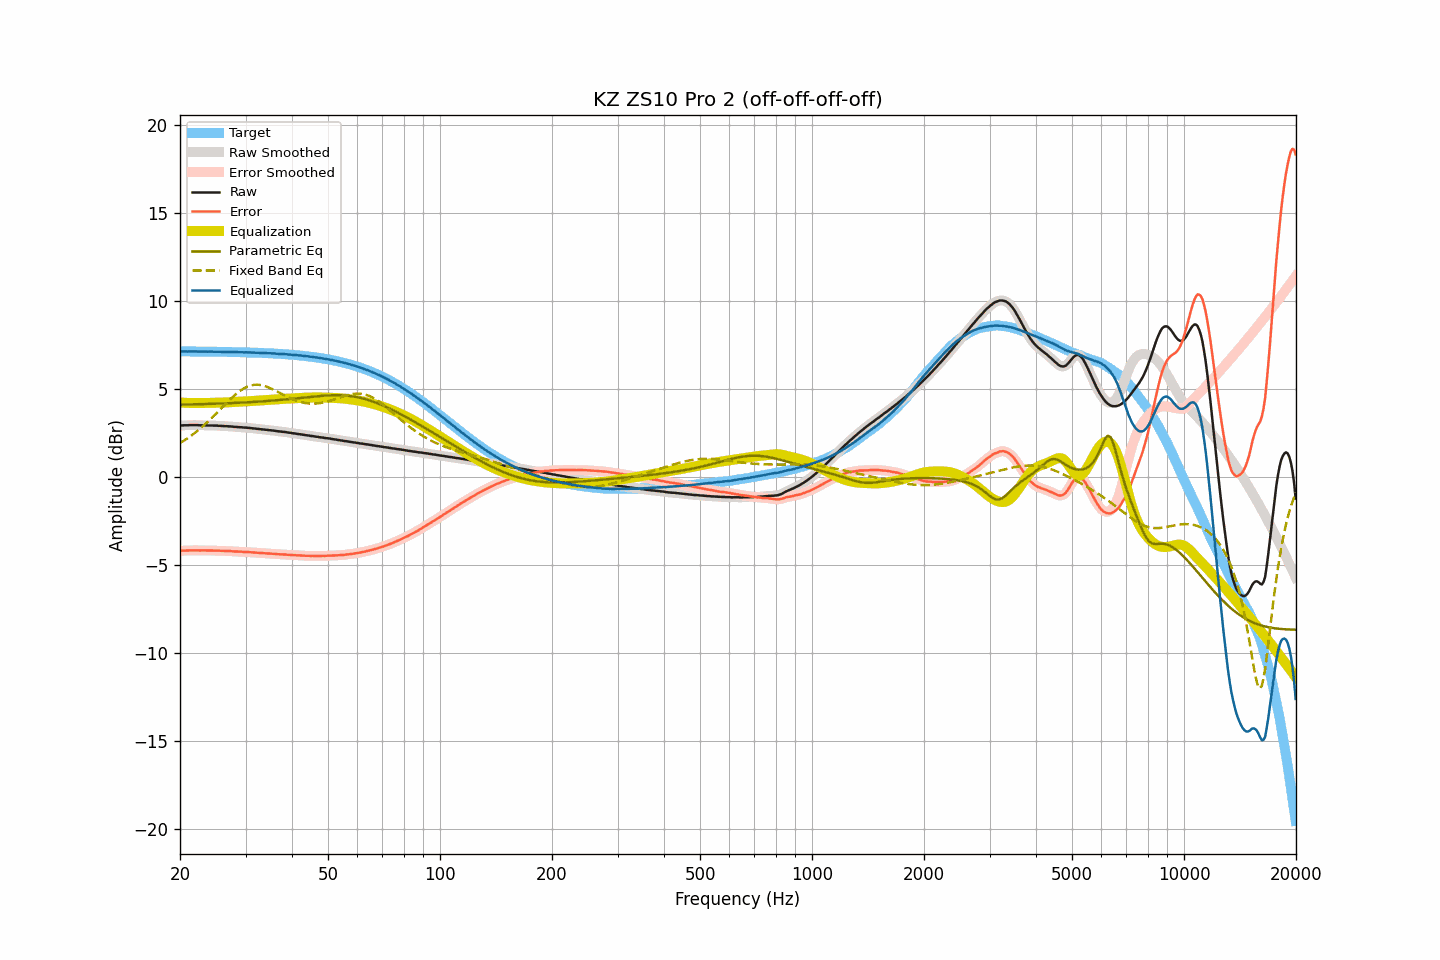 KZ ZS10 Pro 2 (off-off-off-off)
Target
Raw Smoothed
Error Smoothed
Raw
Error
Equalization
Parametric Eq
Fixed Band Eq
Equalized
Amplitude (dBr)
20
15
10
5
0
−5
−10
−15
−20
20 50 100 200 500 1000 2000 5000 10000 20000
Frequency (Hz)